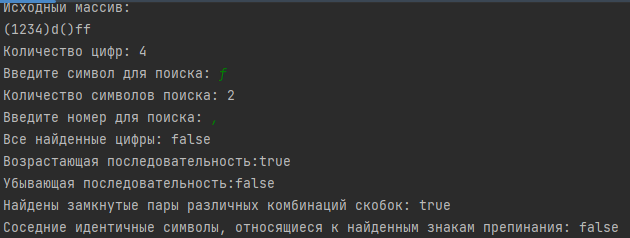 Исходный массив:
(1234)d()ff
Количество цифр: 4
Введите символ для поиска: f
Количество символов поиска: 2
Введите номер для поиска: ,
Все найденные цифры: false
Возрастающая последовательность:true
Убывающая последовательность:false
Найдены замкнутые пары различных комбинаций скобок: true
Соседние идентичные символы, относящиеся к найденным знакам препинания: false